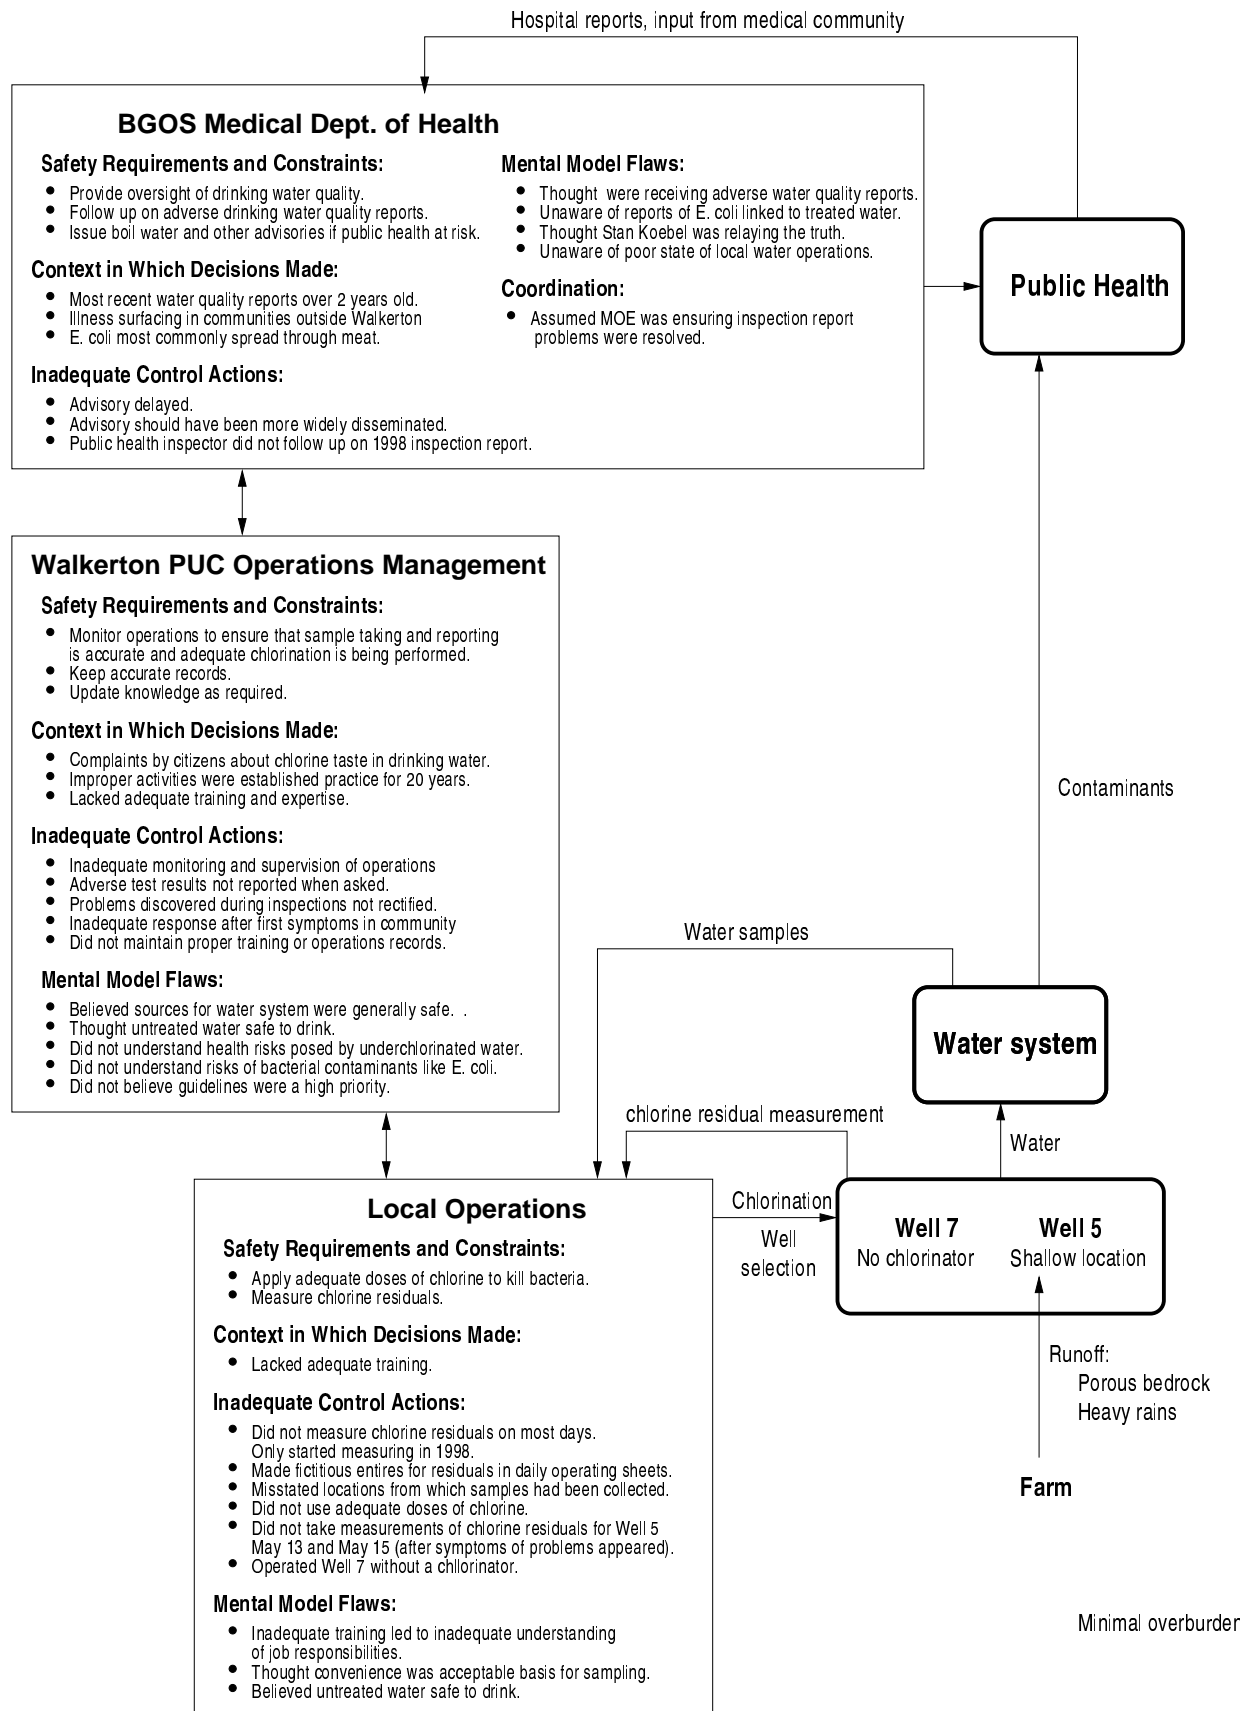 Hospital reports, input from medical community
BGOS Medical Dept. of Health
Safety Requirements and Constraints:
• Provide oversight of drinking water quality.
• Follow up on adverse drinking water quality reports.
• Issue boil water and other advisories if public health at risk.
Context in Which Decisions Made:
• Most recent water quality reports over 2 years old.
• Illness surfacing in communities outside Walkerton
• E. coli most commonly spread through meat.
Inadequate Control Actions:
• Advisory delayed.
• Advisory should have been more widely disseminated.
• Public health inspector did not follow up on 1998 inspection report.
Mental Model Flaws:
• Thought were receiving adverse water quality reports.
• Unaware of reports of E. coli linked to treated water.
• Thought Stan Koebel was relaying the truth.
• Unaware of poor state of local water operations.
Coordination:
• Assumed MOE was ensuring inspection report
problems were resolved.
Public Health
Walkerton PUC Operations Management
Safety Requirements and Constraints:
• Monitor operations to ensure that sample taking and reporting
is accurate and adequate chlorination is being performed.
• Keep accurate records.
• Update knowledge as required.
Context in Which Decisions Made:
• Complaints by citizens about chlorine taste in drinking water.
• Improper activities were established practice for 20 years.
• Lacked adequate training and expertise.
Inadequate Control Actions:
• Inadequate monitoring and supervision of operations
• Adverse test results not reported when asked.
• Problems discovered during inspections not rectified.
• Inadequate response after first symptoms in community
• Did not maintain proper training or operations records.
Mental Model Flaws:
• Believed sources for water system were generally safe. .
• Thought untreated water safe to drink.
• Did not understand health risks posed by underchlorinated water.
• Did not understand risks of bacterial contaminants like E. coli.
• Did not believe guidelines were a high priority.
Contaminants
Water samples
Water system
chlorine residual measurement
Water
Local Operations
Safety Requirements and Constraints:
• Apply adequate doses of chlorine to kill bacteria.
• Measure chlorine residuals.
Context in Which Decisions Made:
• Lacked adequate training.
Inadequate Control Actions:
• Did not measure chlorine residuals on most days.
Only started measuring in 1998.
• Made fictitious entires for residuals in daily operating sheets.
• Misstated locations from which samples had been collected.
• Did not use adequate doses of chlorine.
• Did not take measurements of chlorine residuals for Well 5
May 13 and May 15 (after symptoms of problems appeared).
• Operated Well 7 without a chllorinator.
Mental Model Flaws:
• Inadequate training led to inadequate understanding
of job responsibilities.
• Thought convenience was acceptable basis for sampling.
• Believed untreated water safe to drink.
Chlorination
Well
selection
Well 7
No chlorinator
Well 5
Shallow location
Runoff:
Porous bedrock
Heavy rains
Farm
Minimal overburden